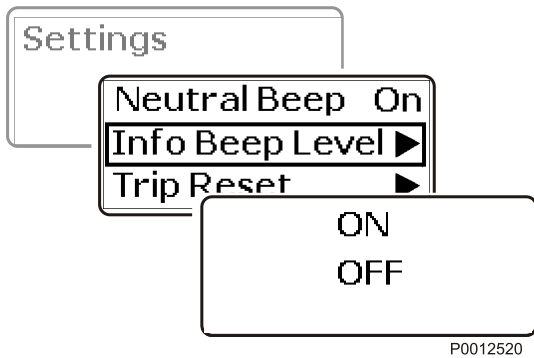 Settings
Neutral Beep On
Info Beep Level ▶
Trip Reset ▶
ON
OFF
P0012520